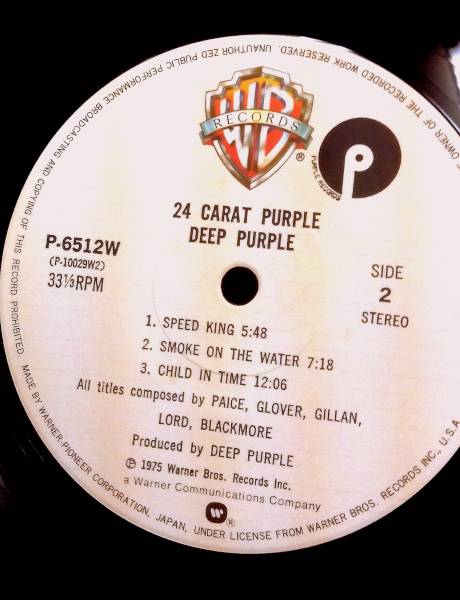 OWNER OF THE RECORDED WORK RESERVED. UNAUTHORIZED PUBLIC PERFORMANCE BROADCASTING AND COPYING OF THIS RECORD PROHIBITED. MADE BY WARNER-PIONEER CORPORATION, JAPAN, UNDER LICENSE FROM WARNER BROS. RECORDS INC., U.S.A.
WB
RECORDS
®
P
PURPLE RECORDS
24 CARAT PURPLE
DEEP PURPLE
P-6512W
(P-10029W2)
33⅓RPM
SIDE
2
STEREO
1. SPEED KING 5:48
2. SMOKE ON THE WATER 7:18
3. CHILD IN TIME 12:06
All titles composed by PAICE, GLOVER, GILLAN,
LORD, BLACKMORE
Produced by DEEP PURPLE
℗ 1975 Warner Bros. Records Inc.
a Warner Communications Company
W®